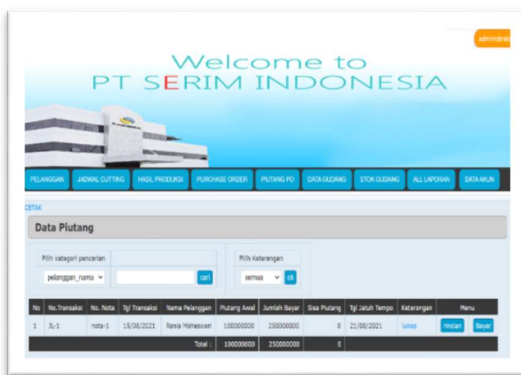 administrator
Welcome to
PT SERIM INDONESIA
PELANGGAN JADWAL CUTTING HASIL PRODUKSI PURCHASE ORDER PIUTANG PO DATA GUDANG STOK GUDANG ALL LAPORAN DATA AKUN
CETAK
Data Piutang
Pilih kategori pencarian Pilih Keterangan
pelanggan_nama cari semua ok
No No.Transaksi No. Nota Tgl Transaksi Nama Pelanggan Piutang Awal Jumlah Bayar Sisa Piutang Tgl Jatuh Tempo Keterangan Menu
1 JL-1 nota-1 15/08/2021 Rania Maheswari 100000000 250000000 0 21/08/2021 lunas rincian Bayar
Total : 100000000 250000000 0